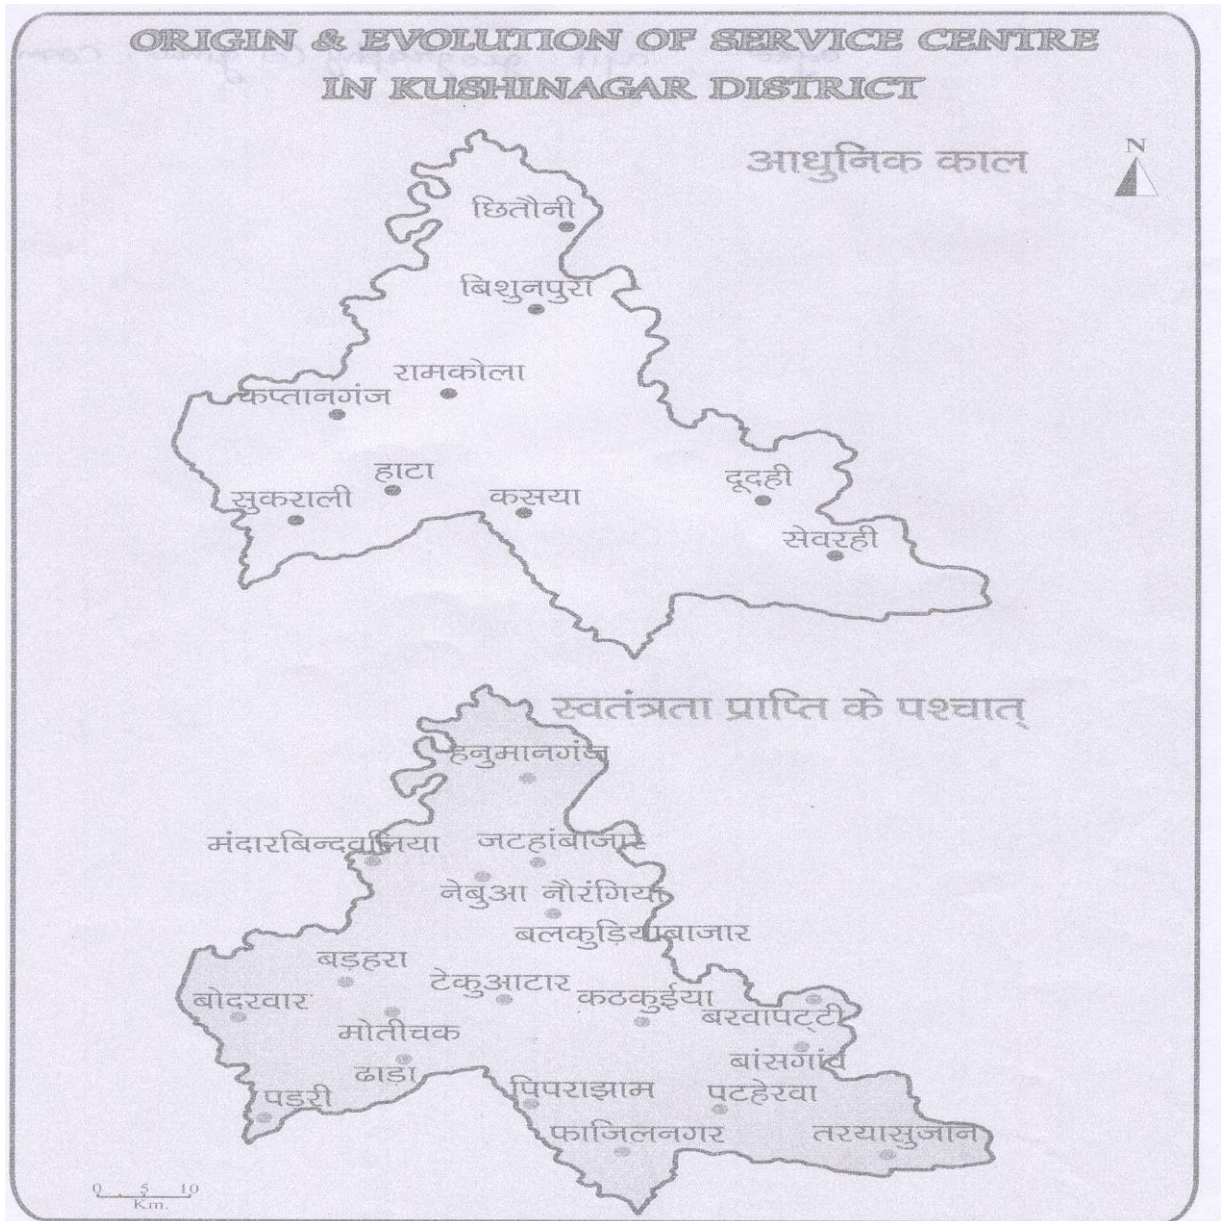 ORIGIN & EVOLUTION OF SERVICE CENTRE
IN KUSHINAGAR DISTRICT
आधुनिक काल
N
छितौनी
बिशुनपुरा
रामकोला
कप्तानगंज
हाटा
सुकराली
कसया
दूदही
सेवरही
स्वतंत्रता प्राप्ति के पश्चात्
हनुमानगंज
मंदारबिन्दवलिया
जटहांबाजार
नेबुआ नौरंगिया
बलकुड़ियाबाजार
बड़हरा
टेकुआटार
कठकुईया
बोदरवार
बरवापट्टी
मोतीचक
बांसगांव
ढाडा
पिपराझाम
पटहेरवा
पडरी
फाजिलनगर
तरयासुजान
0 5 10
Km.